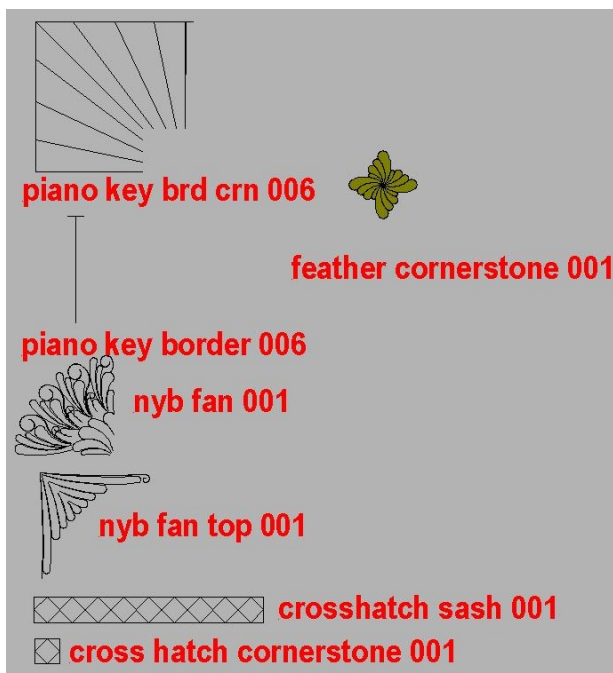 piano key brd crn 006
feather cornerstone 001
piano key border 006
nyb fan 001
nyb fan top 001
crosshatch sash 001
cross hatch cornerstone 001